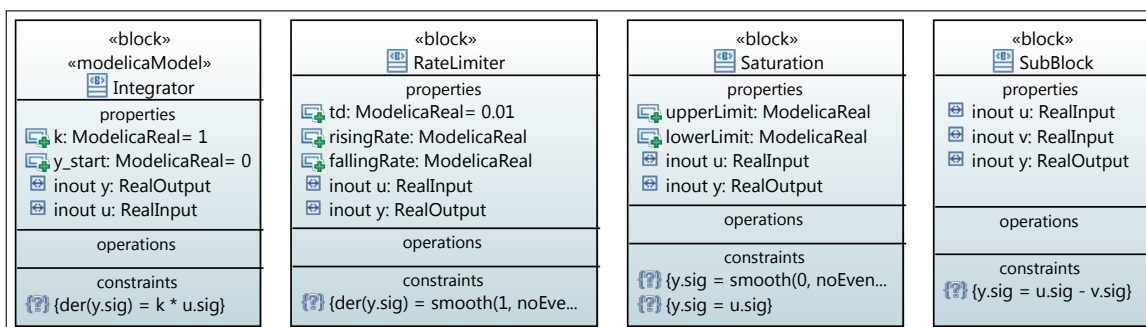 «block»
«modelicaModel»
Integrator
properties
k: ModelicaReal= 1
y_start: ModelicaReal= 0
inout y: RealOutput
inout u: RealInput
operations
constraints
{der(y.sig) = k * u.sig}
«block»
RateLimiter
properties
td: ModelicaReal= 0.01
risingRate: ModelicaReal
fallingRate: ModelicaReal
inout u: RealInput
inout y: RealOutput
operations
constraints
{der(y.sig) = smooth(1, noEve...
«block»
Saturation
properties
upperLimit: ModelicaReal
lowerLimit: ModelicaReal
inout u: RealInput
inout y: RealOutput
operations
constraints
{y.sig = smooth(0, noEven...
{y.sig = u.sig}
«block»
SubBlock
properties
inout u: RealInput
inout v: RealInput
inout y: RealOutput
operations
constraints
{y.sig = u.sig - v.sig}